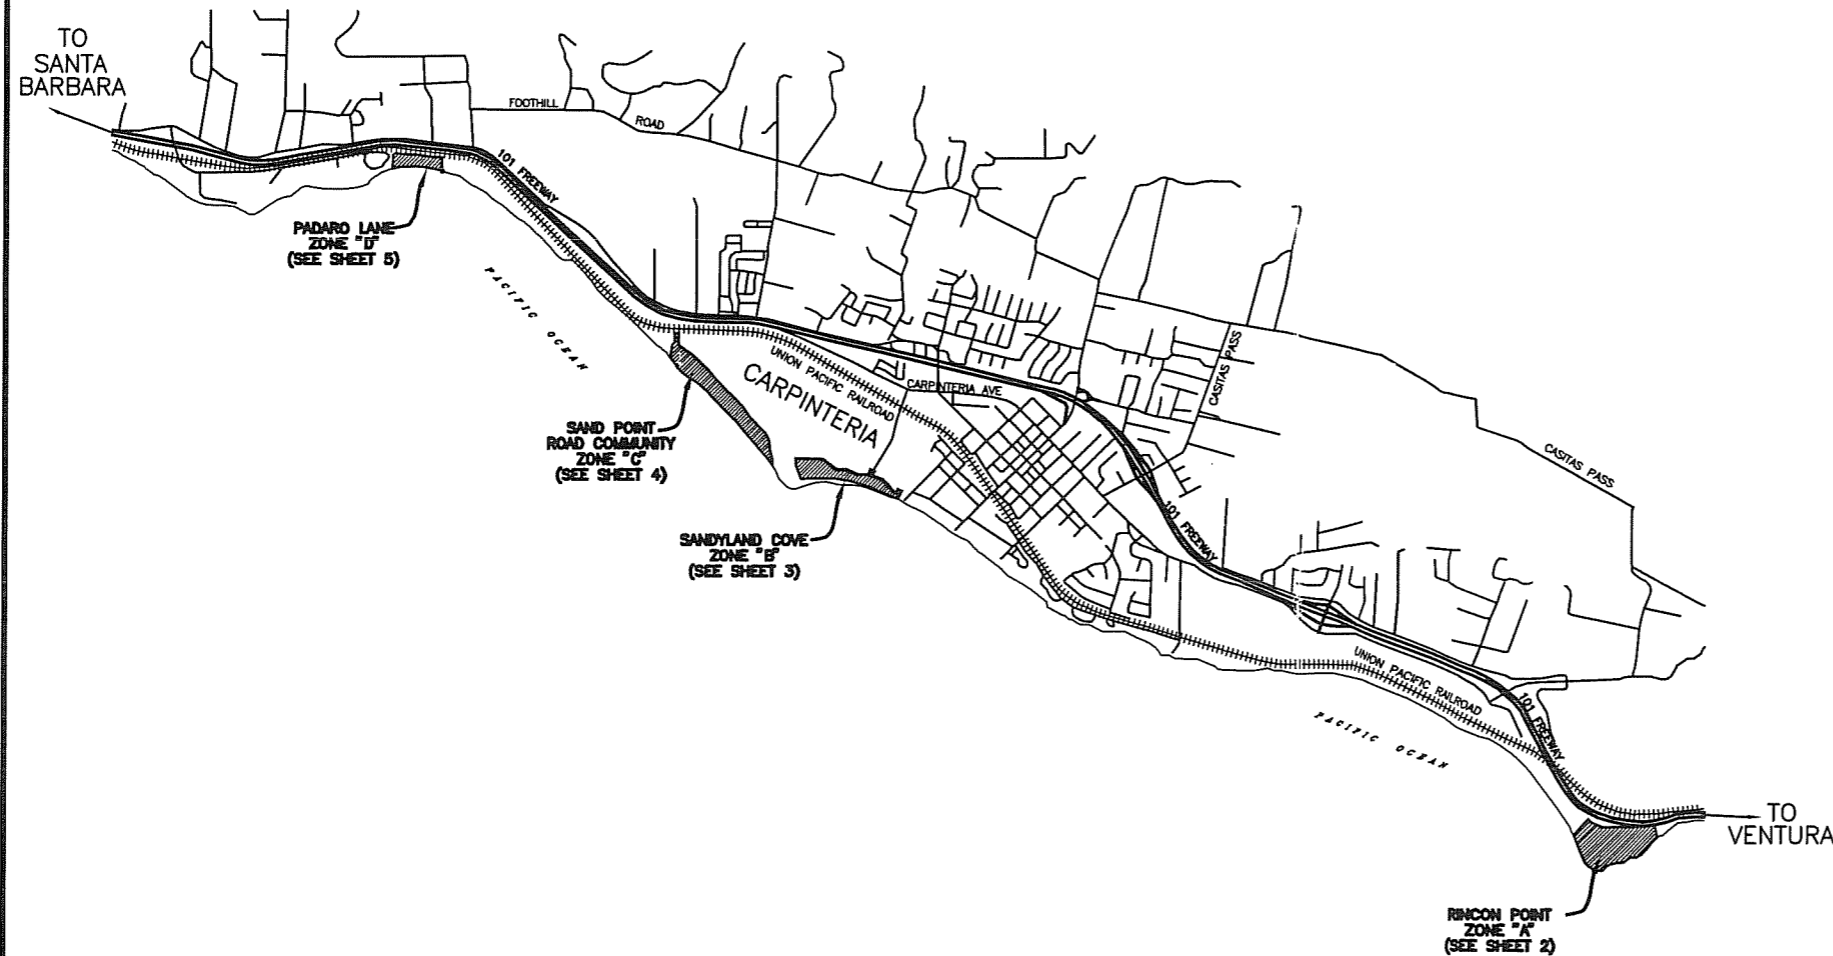 TO
SANTA
BARBARA
FOOTHILL
ROAD
101 FREEWAY
PADARO LANE
ZONE "D"
(SEE SHEET 5)
PACIFIC OCEAN
UNION PACIFIC RAILROAD
CARPINTERIA
CARPINTERIA AVE
CASITAS PASS
SAND POINT
ROAD COMMUNITY
ZONE "C"
(SEE SHEET 4)
CASITAS PASS
SANDYLAND COVE
ZONE "B"
(SEE SHEET 3)
101 FREEWAY
UNION PACIFIC RAILROAD
101 FREEWAY
PACIFIC OCEAN
TO
VENTURA
RINCON POINT
ZONE "A"
(SEE SHEET 2)